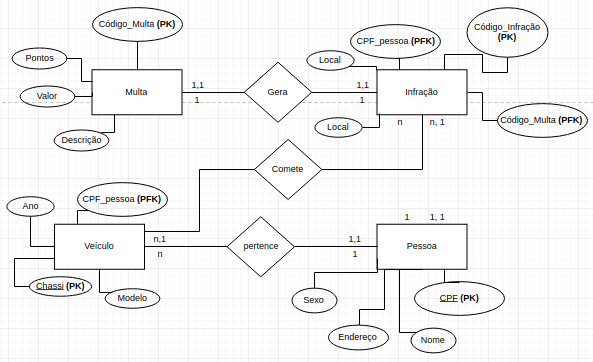 Código_Multa (PK)
Código_Infração
(PK)
CPF_pessoa (PFK)
Pontos
Local
Multa
1,1
Gera
1,1
Infração
Valor
1
1
Código_Multa (PFK)
Descrição
Local
n
n, 1
Comete
CPF_pessoa (PFK)
Ano
1
1, 1
Veículo
n,1
n
pertence
1,1
1
Pessoa
Chassi (PK)
Modelo
Sexo
CPF (PK)
Endereço
Nome